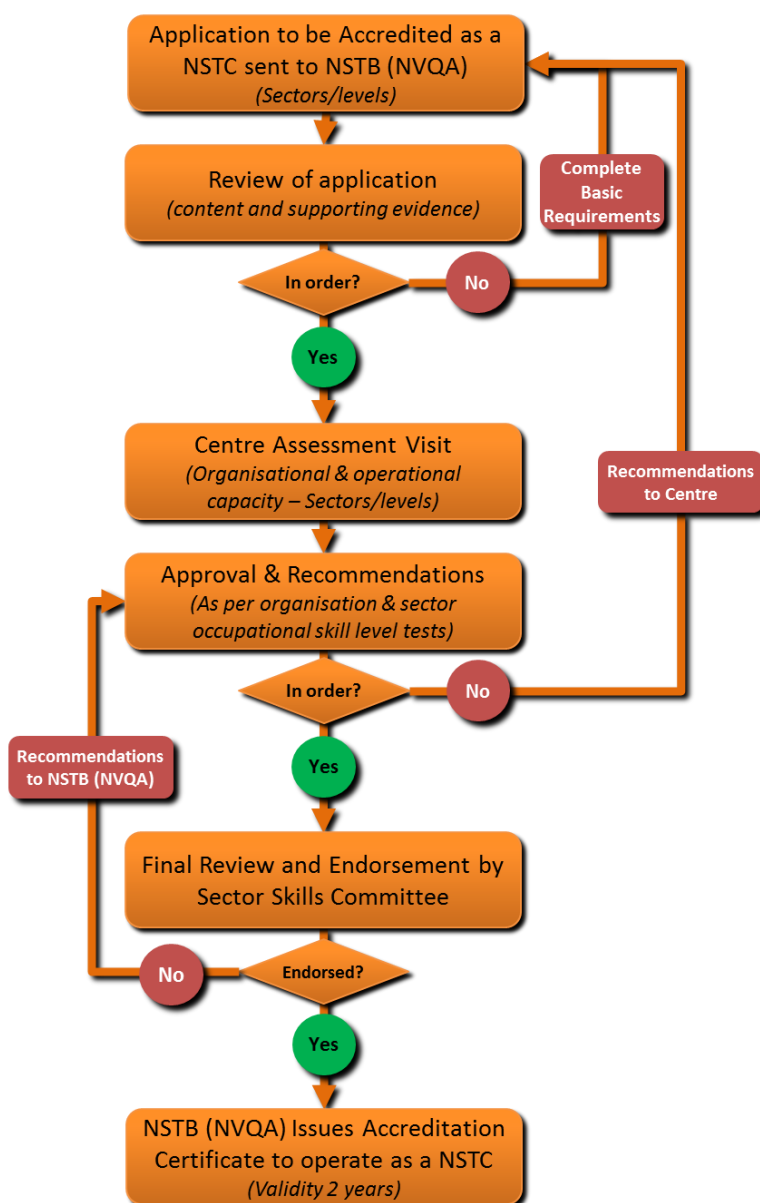 Application to be Accredited as a
NSTC sent to NSTB (NVQA)
(Sectors/levels)
Review of application
(content and supporting evidence)
Complete
Basic
Requirements
In order?
No
Yes
Centre Assessment Visit
(Organisational & operational
capacity – Sectors/levels)
Recommendations
to Centre
Approval & Recommendations
(As per organisation & sector
occupational skill level tests)
In order?
No
Yes
Recommendations
to NSTB (NVQA)
Final Review and Endorsement by
Sector Skills Committee
No
Endorsed?
Yes
NSTB (NVQA) Issues Accreditation
Certificate to operate as a NSTC
(Validity 2 years)